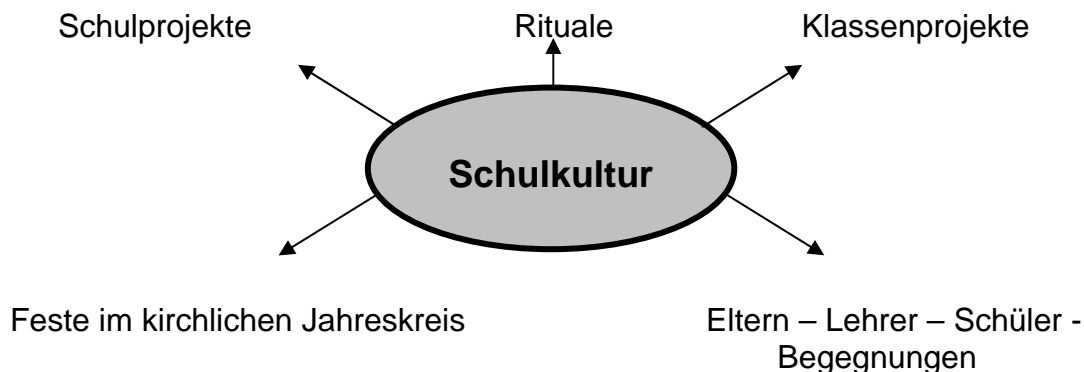 Schulprojekte Rituale Klassenprojekte
Schulkultur
Feste im kirchlichen Jahreskreis Eltern – Lehrer – Schüler -
Begegnungen